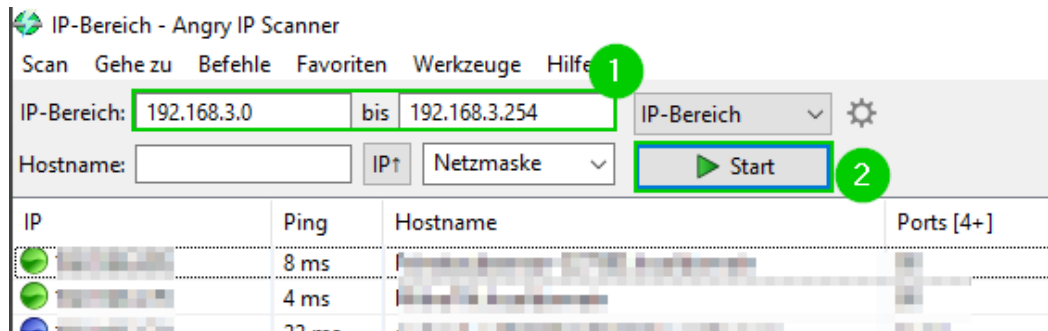 IP-Bereich - Angry IP Scanner
Scan Gehe zu Befehle Favoriten Werkzeuge Hilfe 1
IP-Bereich: 192.168.3.0 bis 192.168.3.254 IP-Bereich
Hostname: IP↑ Netzmaske Start 2
IP Ping Hostname Ports [4+]
8 ms
4 ms